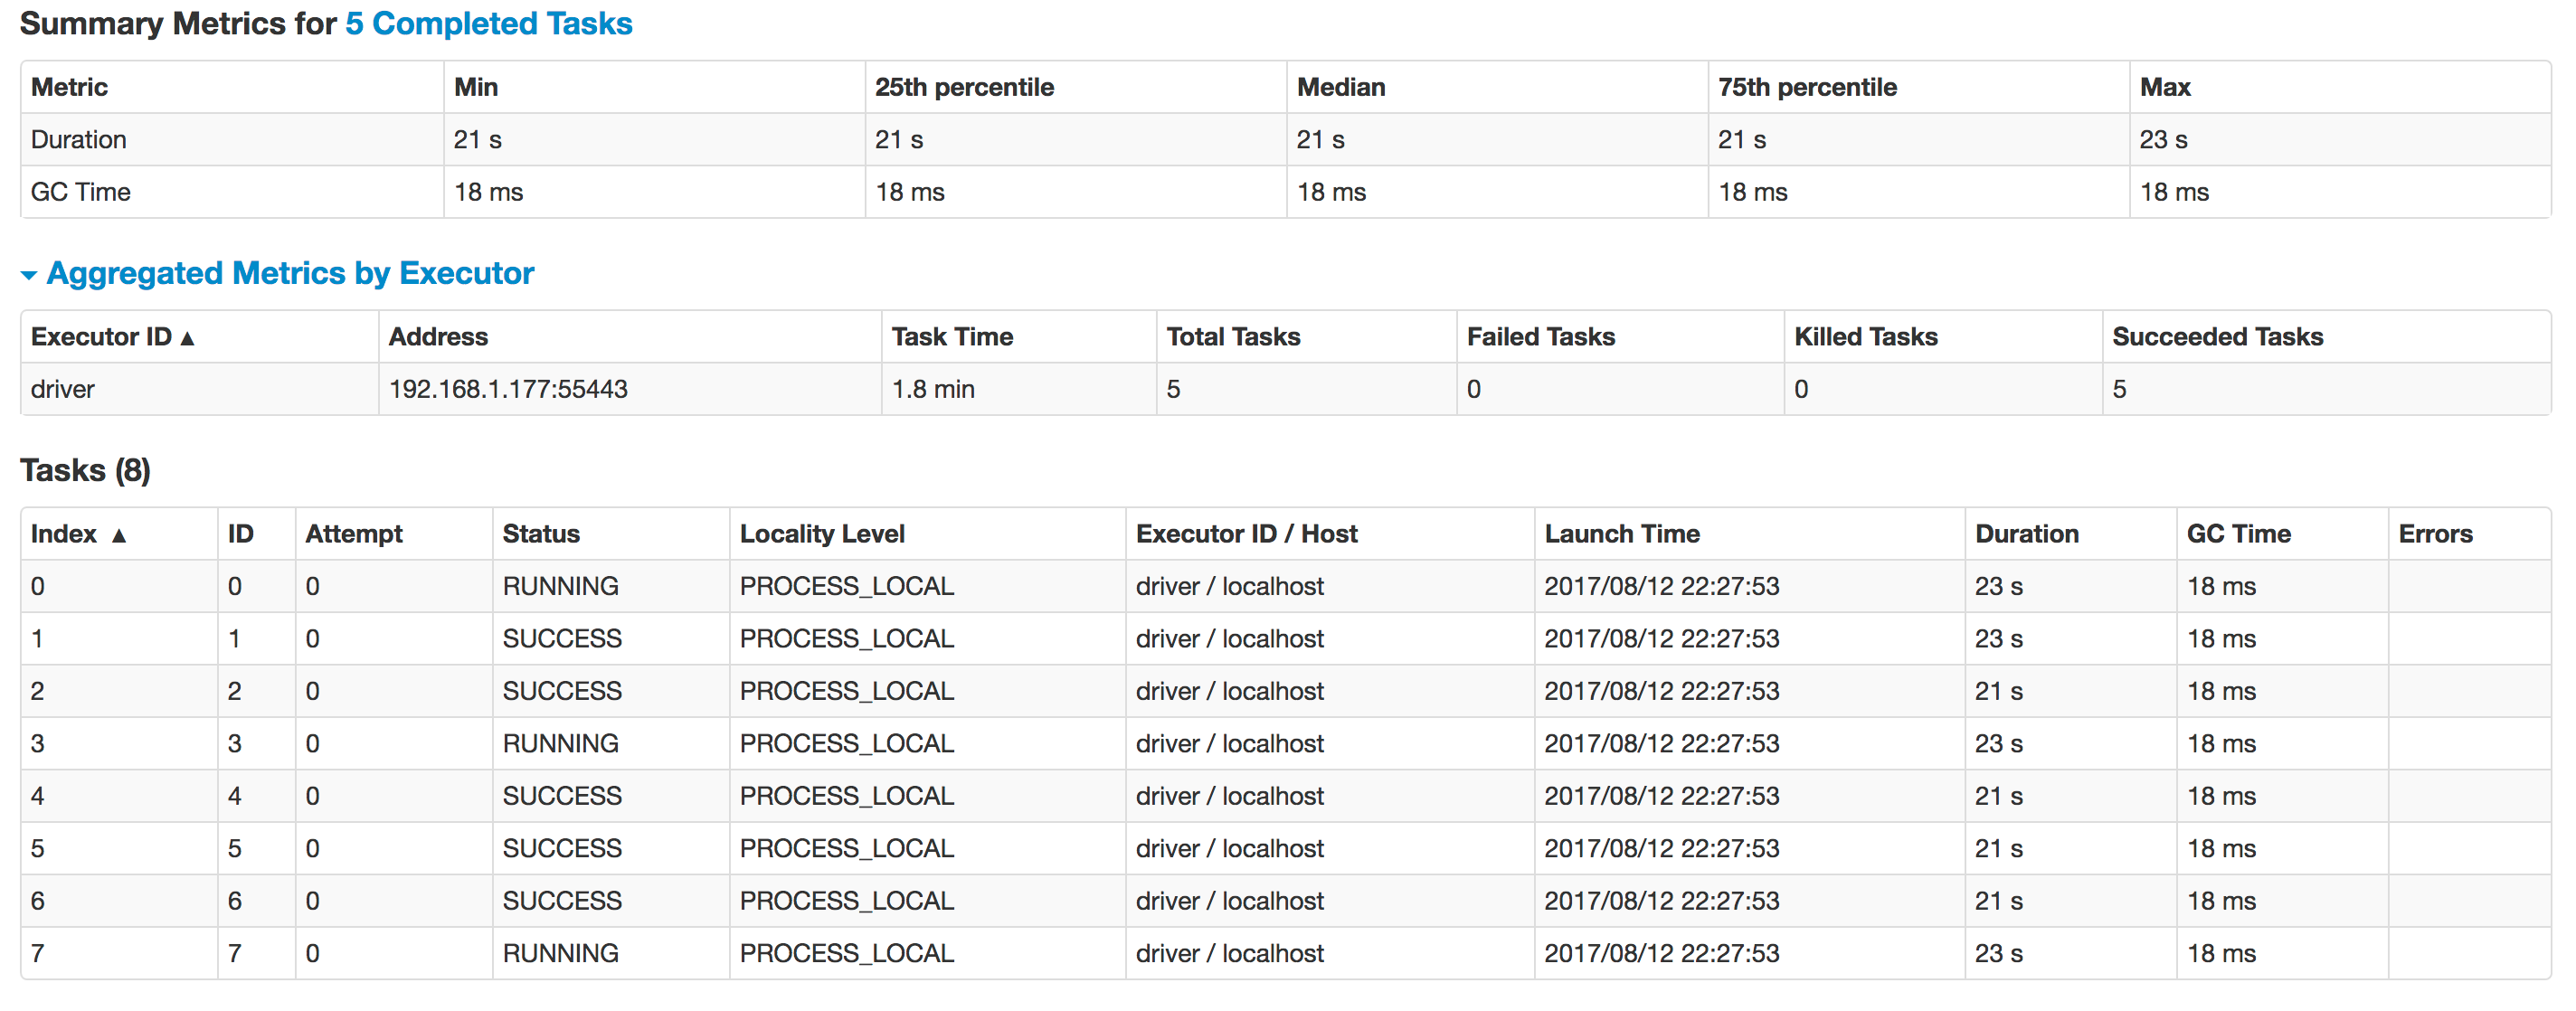 Summary Metrics for 5 Completed Tasks
Metric Min 25th percentile Median 75th percentile Max
Duration 21 s 21 s 21 s 21 s 23 s
GC Time 18 ms 18 ms 18 ms 18 ms 18 ms
Aggregated Metrics by Executor
Executor ID ▲ Address Task Time Total Tasks Failed Tasks Killed Tasks Succeeded Tasks
driver 192.168.1.177:55443 1.8 min 5 0 0 5
Tasks (8)
Index ▲ ID Attempt Status Locality Level Executor ID / Host Launch Time Duration GC Time Errors
0 0 0 RUNNING PROCESS_LOCAL driver / localhost 2017/08/12 22:27:53 23 s 18 ms
1 1 0 SUCCESS PROCESS_LOCAL driver / localhost 2017/08/12 22:27:53 23 s 18 ms
2 2 0 SUCCESS PROCESS_LOCAL driver / localhost 2017/08/12 22:27:53 21 s 18 ms
3 3 0 RUNNING PROCESS_LOCAL driver / localhost 2017/08/12 22:27:53 23 s 18 ms
4 4 0 SUCCESS PROCESS_LOCAL driver / localhost 2017/08/12 22:27:53 21 s 18 ms
5 5 0 SUCCESS PROCESS_LOCAL driver / localhost 2017/08/12 22:27:53 21 s 18 ms
6 6 0 SUCCESS PROCESS_LOCAL driver / localhost 2017/08/12 22:27:53 21 s 18 ms
7 7 0 RUNNING PROCESS_LOCAL driver / localhost 2017/08/12 22:27:53 23 s 18 ms